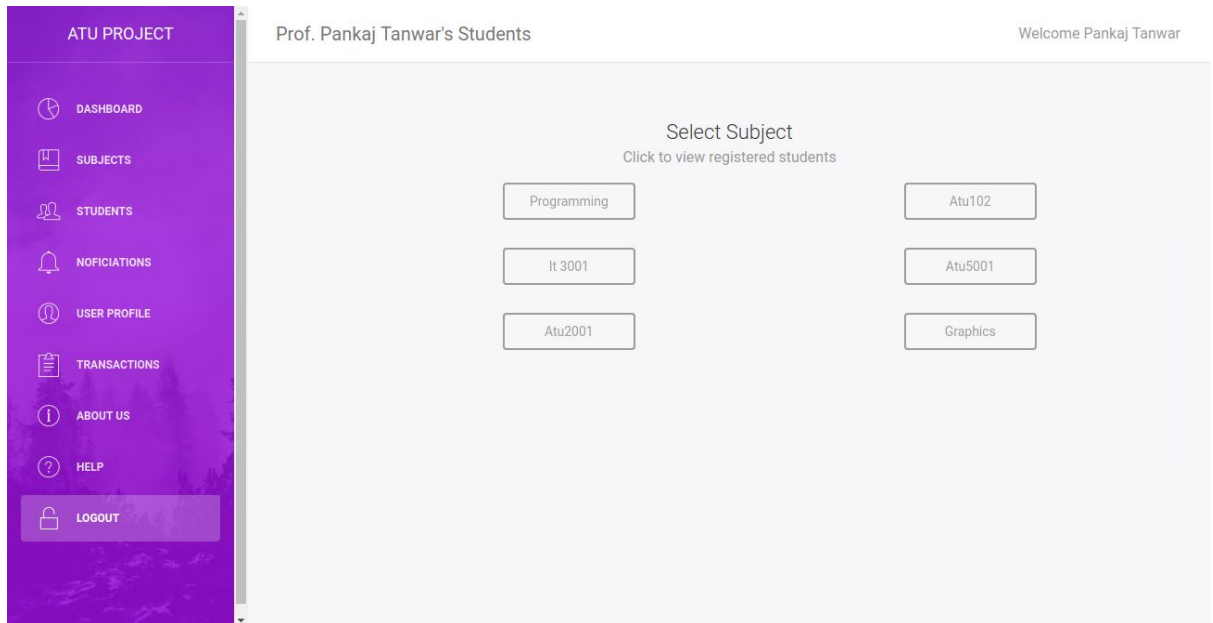 ATU PROJECT
DASHBOARD
SUBJECTS
STUDENTS
NOFICIATIONS
USER PROFILE
TRANSACTIONS
ABOUT US
HELP
LOGOUT
Prof. Pankaj Tanwar's Students
Welcome Pankaj Tanwar
Select Subject
Click to view registered students
Programming
Atu102
It 3001
Atu5001
Atu2001
Graphics